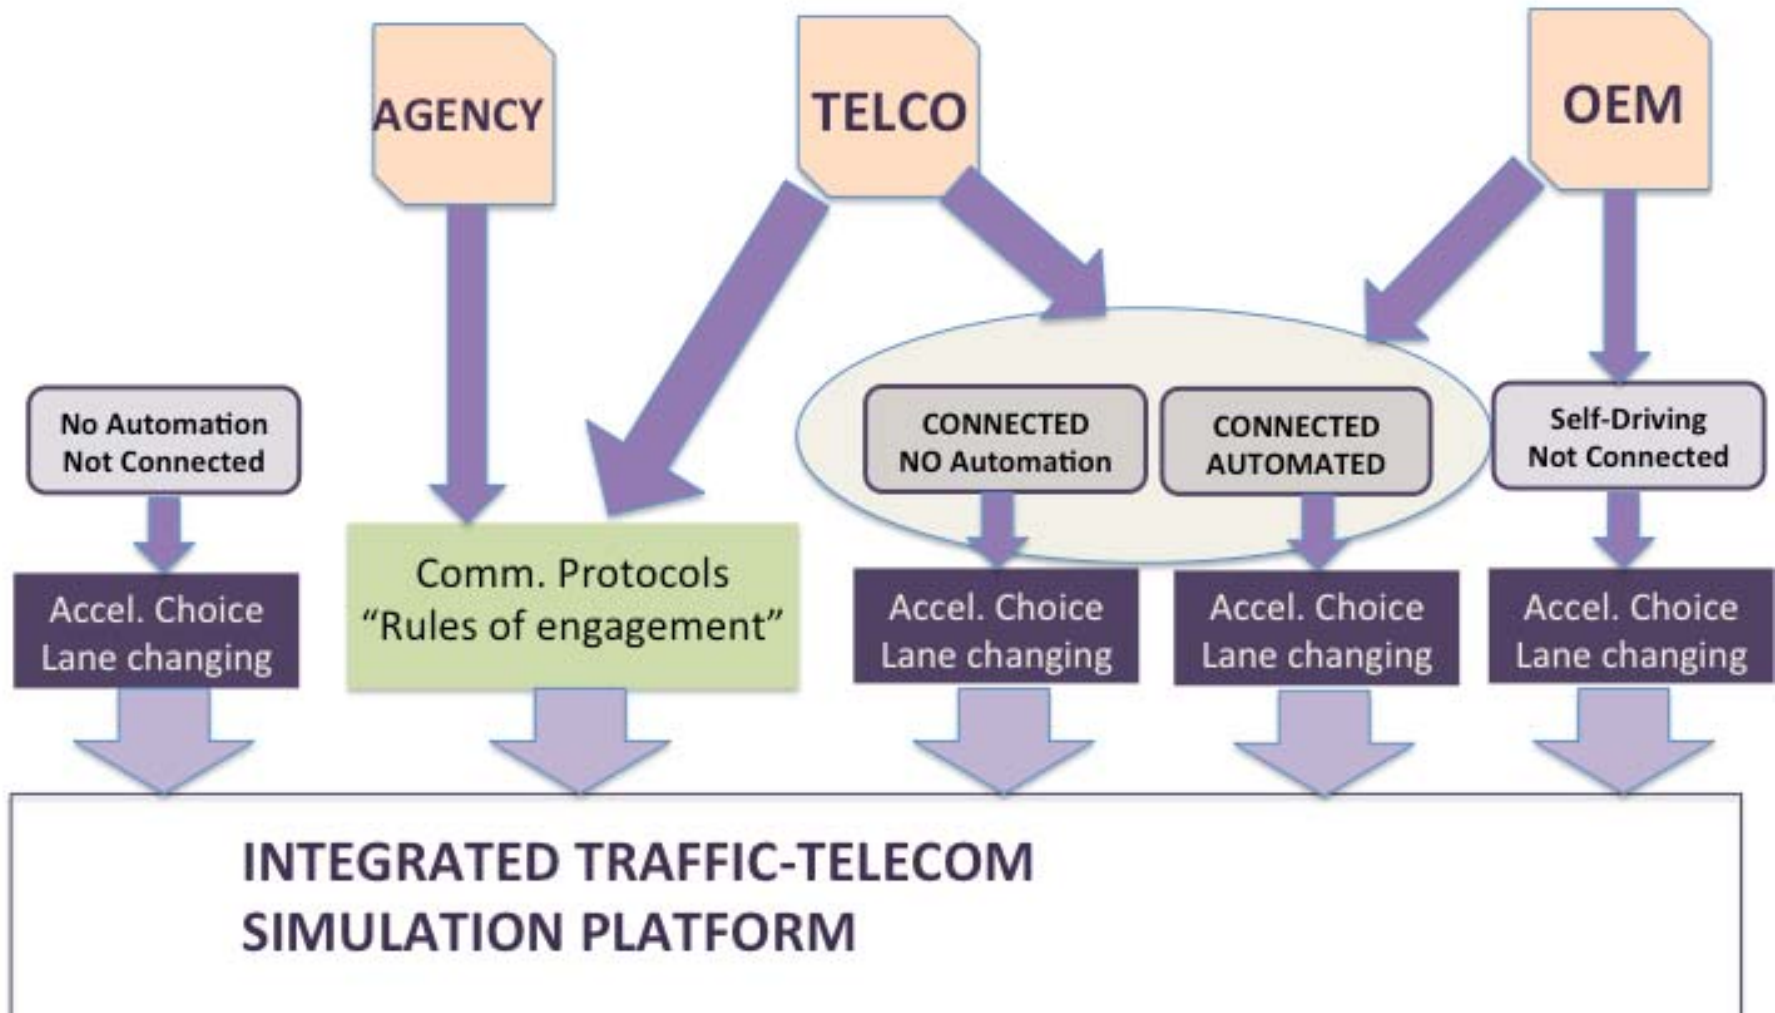 AGENCY
TELCO
OEM
No Automation
Not Connected
CONNECTED
NO Automation
CONNECTED
AUTOMATED
Self-Driving
Not Connected
Accel. Choice
Lane changing
Comm. Protocols
“Rules of engagement”
Accel. Choice
Lane changing
Accel. Choice
Lane changing
Accel. Choice
Lane changing
INTEGRATED TRAFFIC-TELECOM
SIMULATION PLATFORM